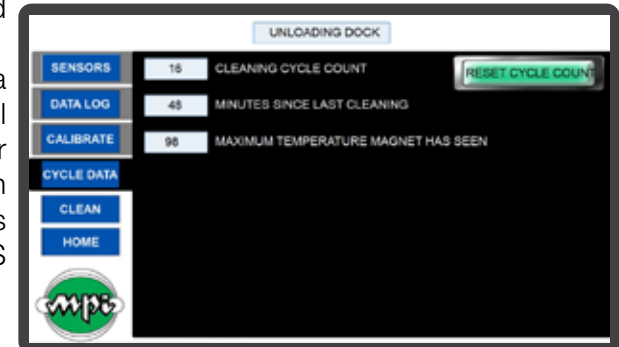 UNLOADING DOCK
SENSORS
16 CLEANING CYCLE COUNT
RESET CYCLE COUNT
DATA LOG
48 MINUTES SINCE LAST CLEANING
CALIBRATE
98 MAXIMUM TEMPERATURE MAGNET HAS SEEN
CYCLE DATA
CLEAN
HOME
mpi